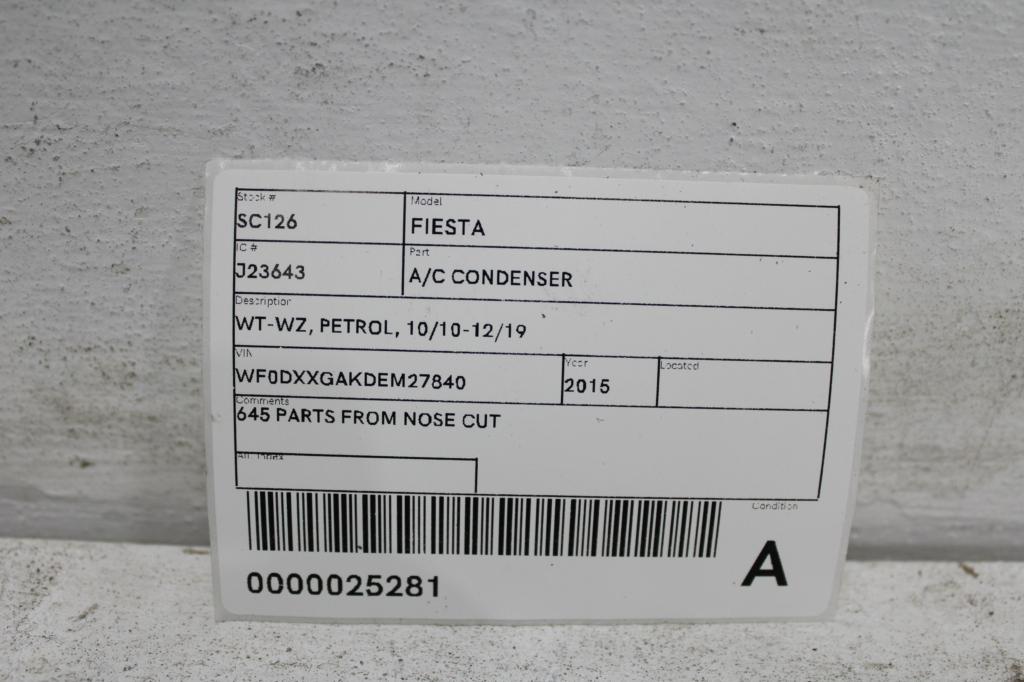 Stock # Model
SC126 FIESTA
IC # Part
J23643 A/C CONDENSER
Description
WT-WZ, PETROL, 10/10-12/19
VIN Year Located
WF0DXXGAKDEM27840 2015
Comments
645 PARTS FROM NOSE CUT
Condition
0000025281 A